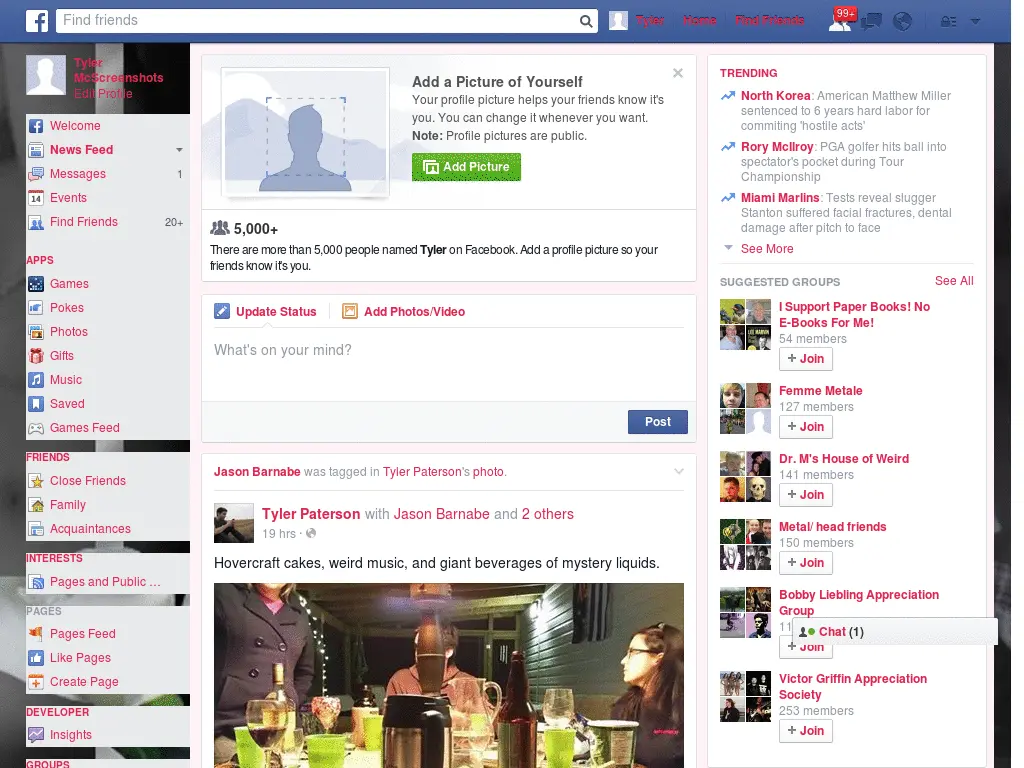 f
Find friends
Tyler
Home
Find Friends
99+
Tyler
McScreenshots
Edit Profile
Welcome
News Feed
Messages 1
14 Events
Find Friends 20+
APPS
Games
Pokes
Photos
Gifts
Music
Saved
Games Feed
FRIENDS
Close Friends
Family
Acquaintances
INTERESTS
Pages and Public ...
PAGES
Pages Feed
Like Pages
Create Page
DEVELOPER
Insights
GROUPS
Add a Picture of Yourself
Your profile picture helps your friends know it's
you. You can change it whenever you want.
Note: Profile pictures are public.
Add Picture
5,000+
There are more than 5,000 people named Tyler on Facebook. Add a profile picture so your
friends know it's you.
Update Status Add Photos/Video
What's on your mind?
Post
Jason Barnabe was tagged in Tyler Paterson's photo.
Tyler Paterson with Jason Barnabe and 2 others
19 hrs ·
Hovercraft cakes, weird music, and giant beverages of mystery liquids.
TRENDING
North Korea: American Matthew Miller
sentenced to 6 years hard labor for
commiting 'hostile acts'
Rory McIlroy: PGA golfer hits ball into
spectator's pocket during Tour
Championship
Miami Marlins: Tests reveal slugger
Stanton suffered facial fractures, dental
damage after pitch to face
See More
SUGGESTED GROUPS See All
I Support Paper Books! No
E-Books For Me!
54 members
+ Join
Femme Metale
127 members
+ Join
Dr. M's House of Weird
141 members
+ Join
Metal/ head friends
150 members
+ Join
Bobby Liebling Appreciation
Group
Chat (1)
+ Join
Victor Griffin Appreciation
Society
253 members
+ Join